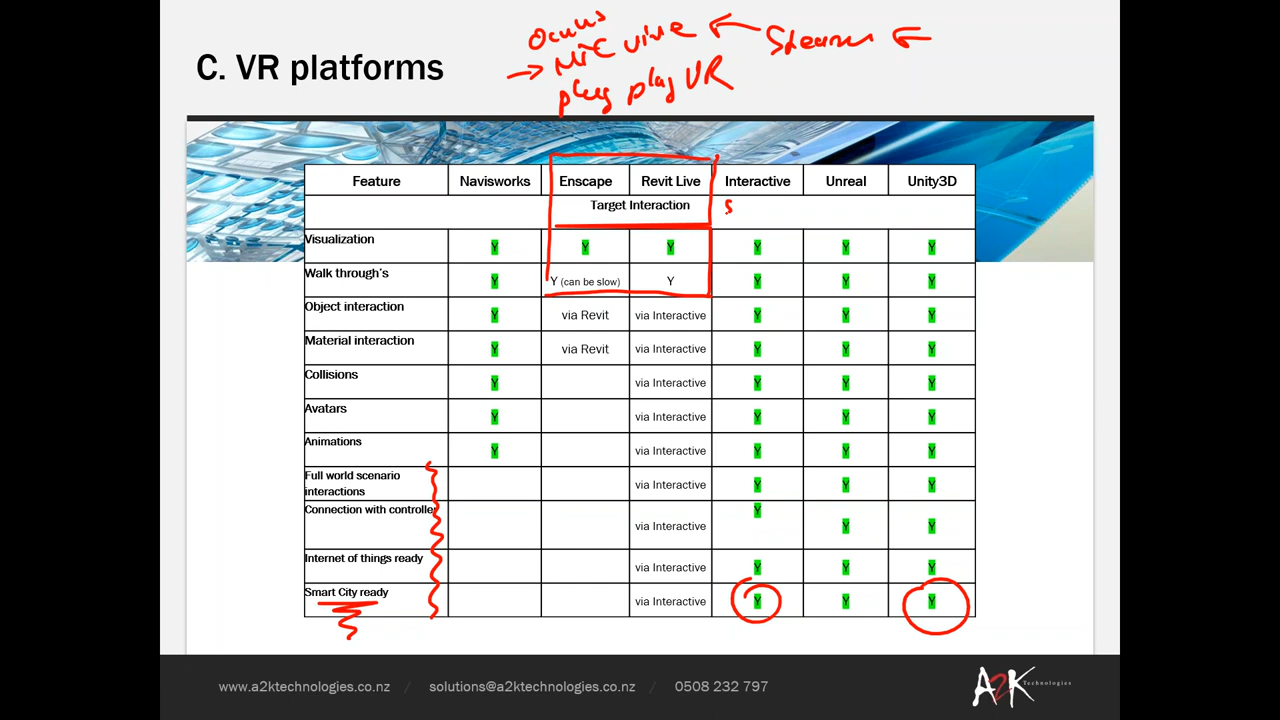 Oculus
HTC vive ← Steam ←
C. VR platforms
→
plug play VR
Feature Navisworks Enscape Revit Live Interactive Unreal Unity3D
Target Interaction s
Visualization Y Y Y Y Y Y
Walk through's Y Y (can be slow) Y Y Y Y
Object interaction Y via Revit via Interactive Y Y Y
Material interaction Y via Revit via Interactive Y Y Y
Collisions Y via Interactive Y Y Y
Avatars Y via Interactive Y Y Y
Animations Y via Interactive Y Y Y
Full world scenario
interactions via Interactive Y Y Y
Connection with controller via Interactive Y Y Y
Internet of things ready via Interactive Y Y Y
Smart City ready via Interactive Y Y Y
www.a2ktechnologies.co.nz / solutions@a2ktechnologies.co.nz / 0508 232 797
A2K Technologies